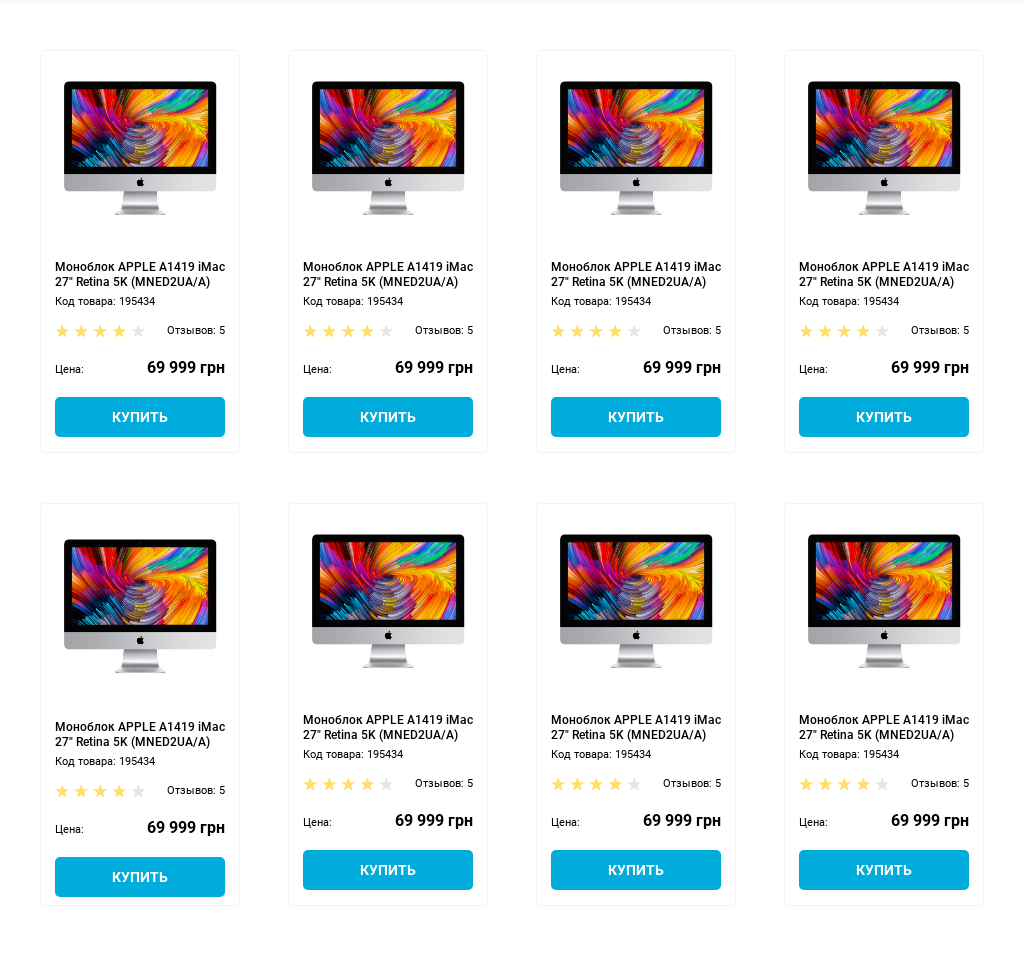 Моноблок APPLE A1419 iMac
27" Retina 5K (MNED2UA/A)
Код товара: 195434
Отзывов: 5
Цена: 69 999 грн
КУПИТЬ
Моноблок APPLE A1419 iMac
27" Retina 5K (MNED2UA/A)
Код товара: 195434
Отзывов: 5
Цена: 69 999 грн
КУПИТЬ
Моноблок APPLE A1419 iMac
27" Retina 5K (MNED2UA/A)
Код товара: 195434
Отзывов: 5
Цена: 69 999 грн
КУПИТЬ
Моноблок APPLE A1419 iMac
27" Retina 5K (MNED2UA/A)
Код товара: 195434
Отзывов: 5
Цена: 69 999 грн
КУПИТЬ
Моноблок APPLE A1419 iMac
27" Retina 5K (MNED2UA/A)
Код товара: 195434
Отзывов: 5
Цена: 69 999 грн
КУПИТЬ
Моноблок APPLE A1419 iMac
27" Retina 5K (MNED2UA/A)
Код товара: 195434
Отзывов: 5
Цена: 69 999 грн
КУПИТЬ
Моноблок APPLE A1419 iMac
27" Retina 5K (MNED2UA/A)
Код товара: 195434
Отзывов: 5
Цена: 69 999 грн
КУПИТЬ
Моноблок APPLE A1419 iMac
27" Retina 5K (MNED2UA/A)
Код товара: 195434
Отзывов: 5
Цена: 69 999 грн
КУПИТЬ